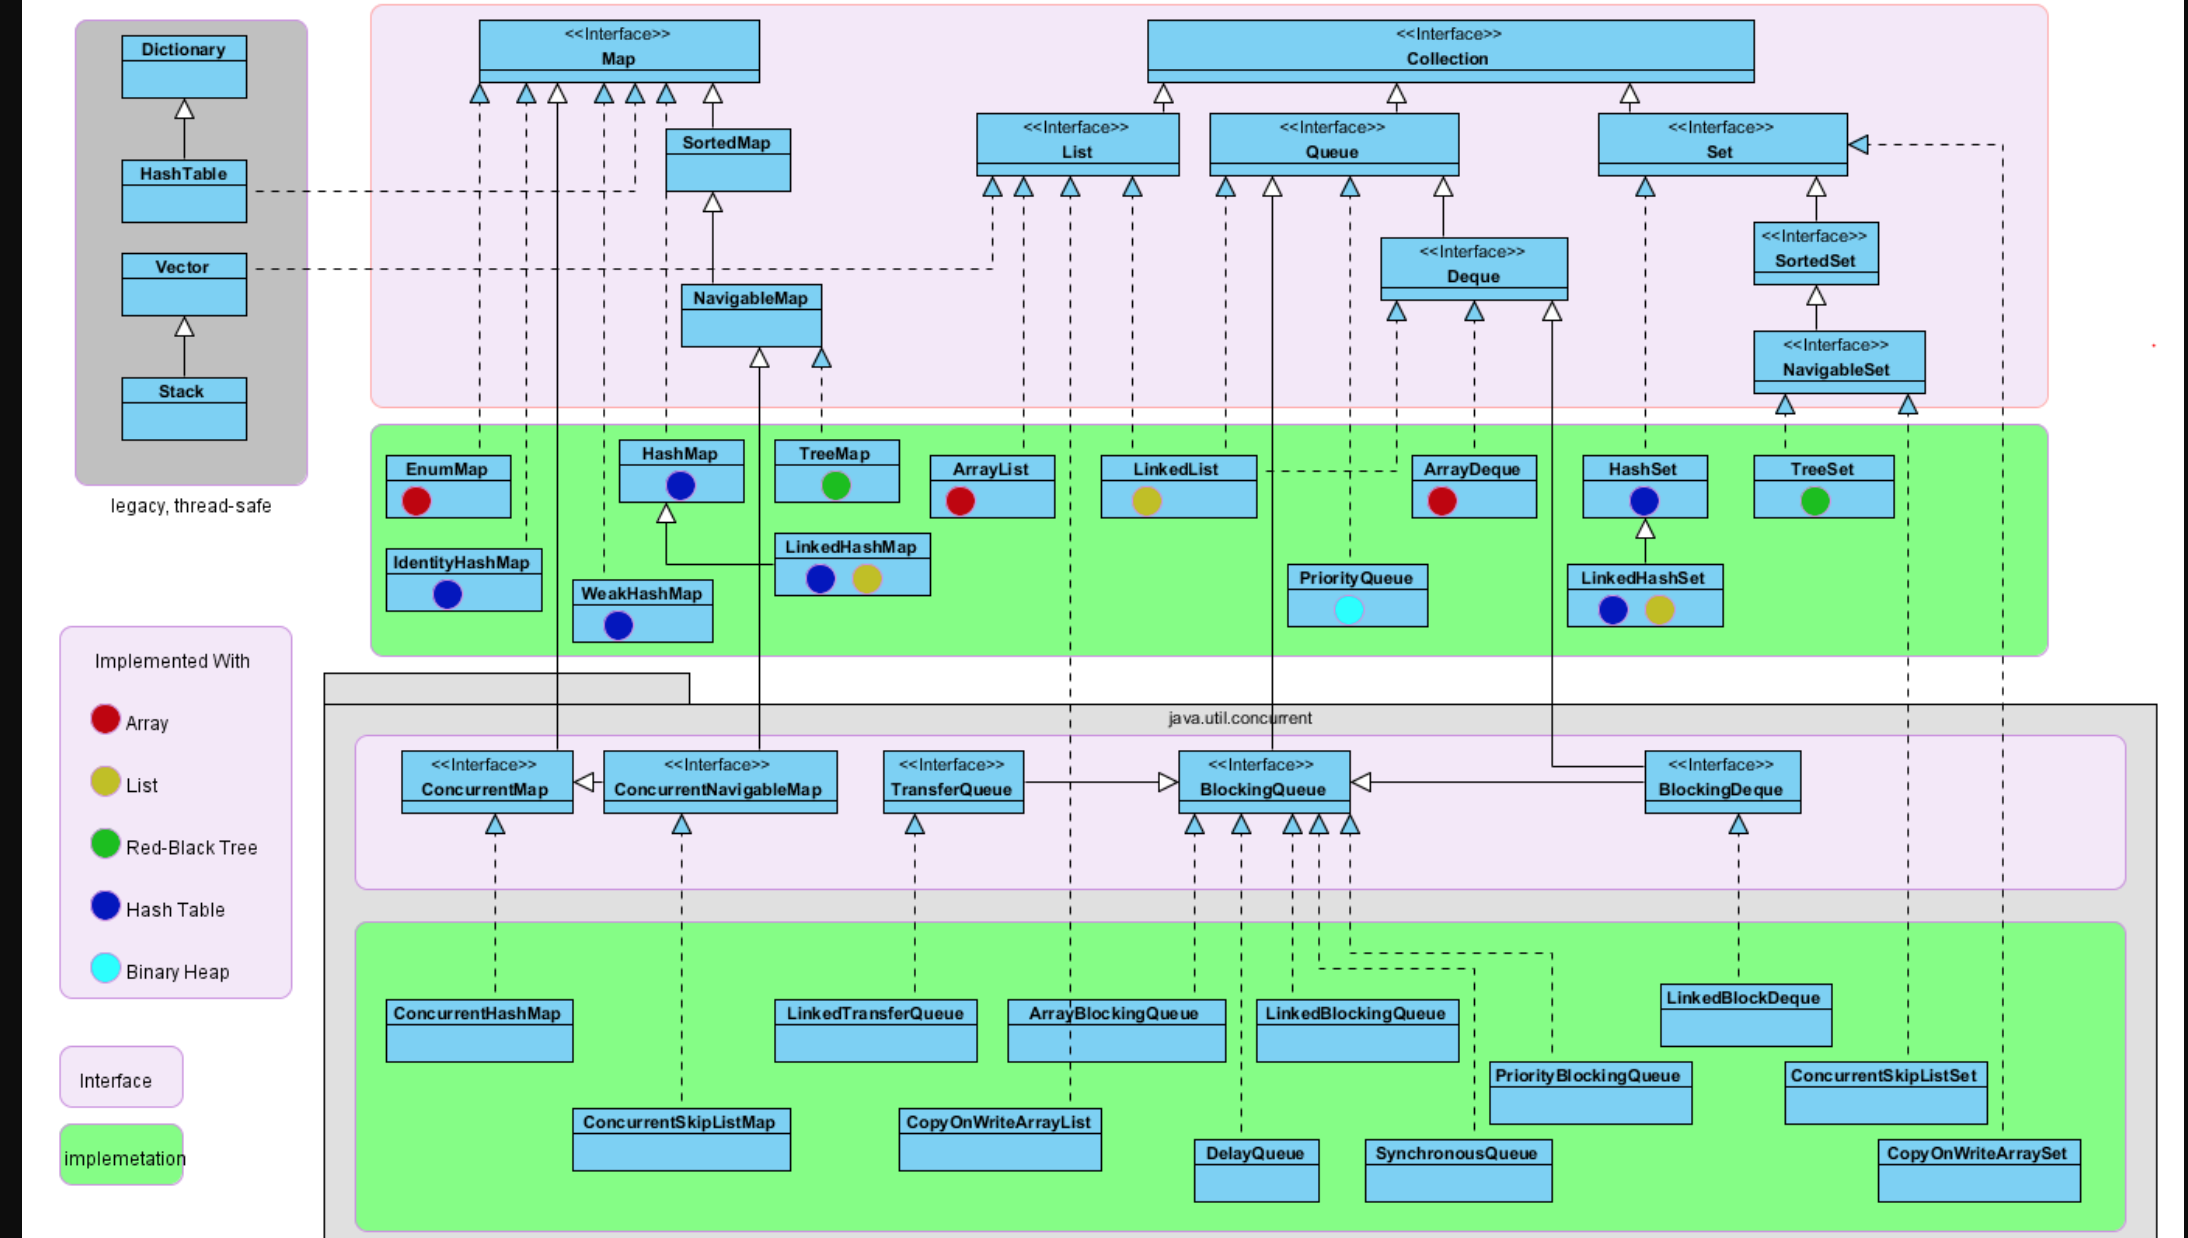 Dictionary
HashTable
Vector
Stack
legacy, thread-safe
<<Interface>>
Map
SortedMap
NavigableMap
<<Interface>>
Collection
<<Interface>>
List
<<Interface>>
Queue
<<Interface>>
Set
<<Interface>>
Deque
<<Interface>>
SortedSet
<<Interface>>
NavigableSet
EnumMap
IdentityHashMap
HashMap
WeakHashMap
TreeMap
LinkedHashMap
ArrayList
LinkedList
PriorityQueue
ArrayDeque
HashSet
LinkedHashSet
TreeSet
Implemented With
Array
List
Red-Black Tree
Hash Table
Binary Heap
Interface
implemetation
java.util.concurrent
<<Interface>>
ConcurrentMap
<<Interface>>
ConcurrentNavigableMap
<<Interface>>
TransferQueue
<<Interface>>
BlockingQueue
<<Interface>>
BlockingDeque
ConcurrentHashMap
ConcurrentSkipListMap
LinkedTransferQueue
CopyOnWriteArrayList
ArrayBlockingQueue
DelayQueue
LinkedBlockingQueue
SynchronousQueue
PriorityBlockingQueue
LinkedBlockDeque
ConcurrentSkipListSet
CopyOnWriteArraySet